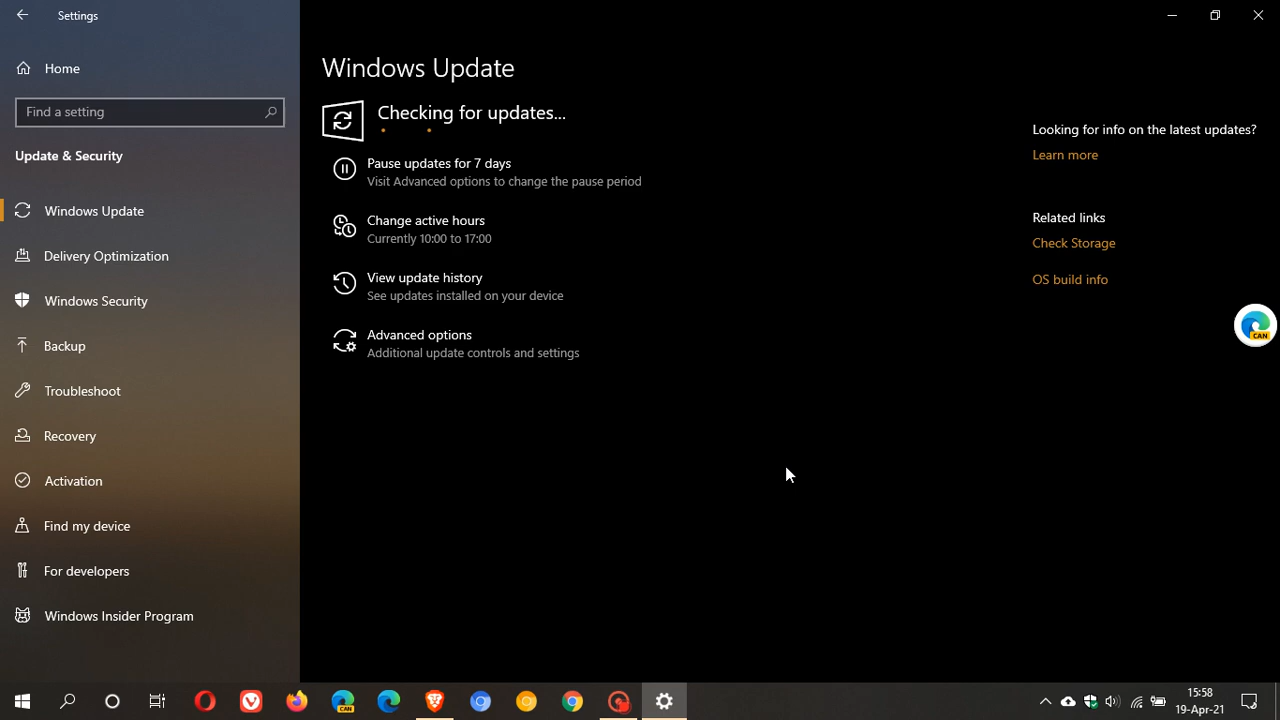 Settings
Home
Find a setting
Update & Security
Windows Update
Delivery Optimization
Windows Security
Backup
Troubleshoot
Recovery
Activation
Find my device
For developers
Windows Insider Program
Windows Update
Checking for updates...
Pause updates for 7 days
Visit Advanced options to change the pause period
Change active hours
Currently 10:00 to 17:00
View update history
See updates installed on your device
Advanced options
Additional update controls and settings
Looking for info on the latest updates?
Learn more
Related links
Check Storage
OS build info
CAN
CAN
15:58
19-Apr-21